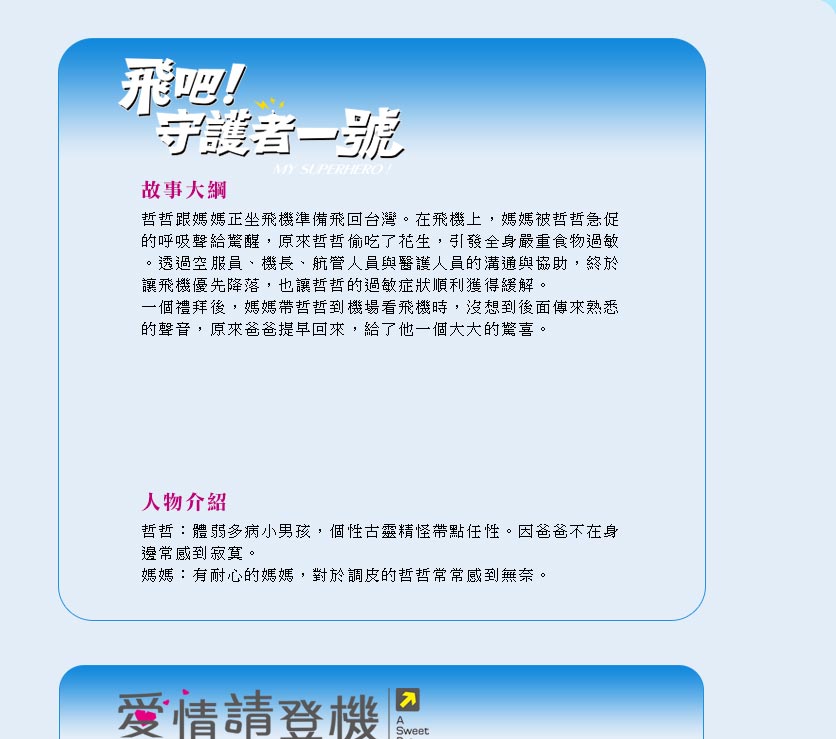 飛吧!
守護者一號
MY SUPERHERO!
故事大綱
哲哲跟媽媽正坐飛機準備飛回台灣。在飛機上，媽媽被哲哲急促
的呼吸聲給驚醒，原來哲哲偷吃了花生，引發全身嚴重食物過敏
。透過空服員、機長、航管人員與醫護人員的溝通與協助，終於
讓飛機優先降落，也讓哲哲的過敏症狀順利獲得緩解。
一個禮拜後，媽媽帶哲哲到機場看飛機時，沒想到後面傳來熟悉
的聲音，原來爸爸提早回來，給了他一個大大的驚喜。
人物介紹
哲哲：體弱多病小男孩，個性古靈精怪帶點任性。因爸爸不在身
邊常感到寂寞。
媽媽：有耐心的媽媽，對於調皮的哲哲常常感到無奈。
愛情請登機
A
Sweet